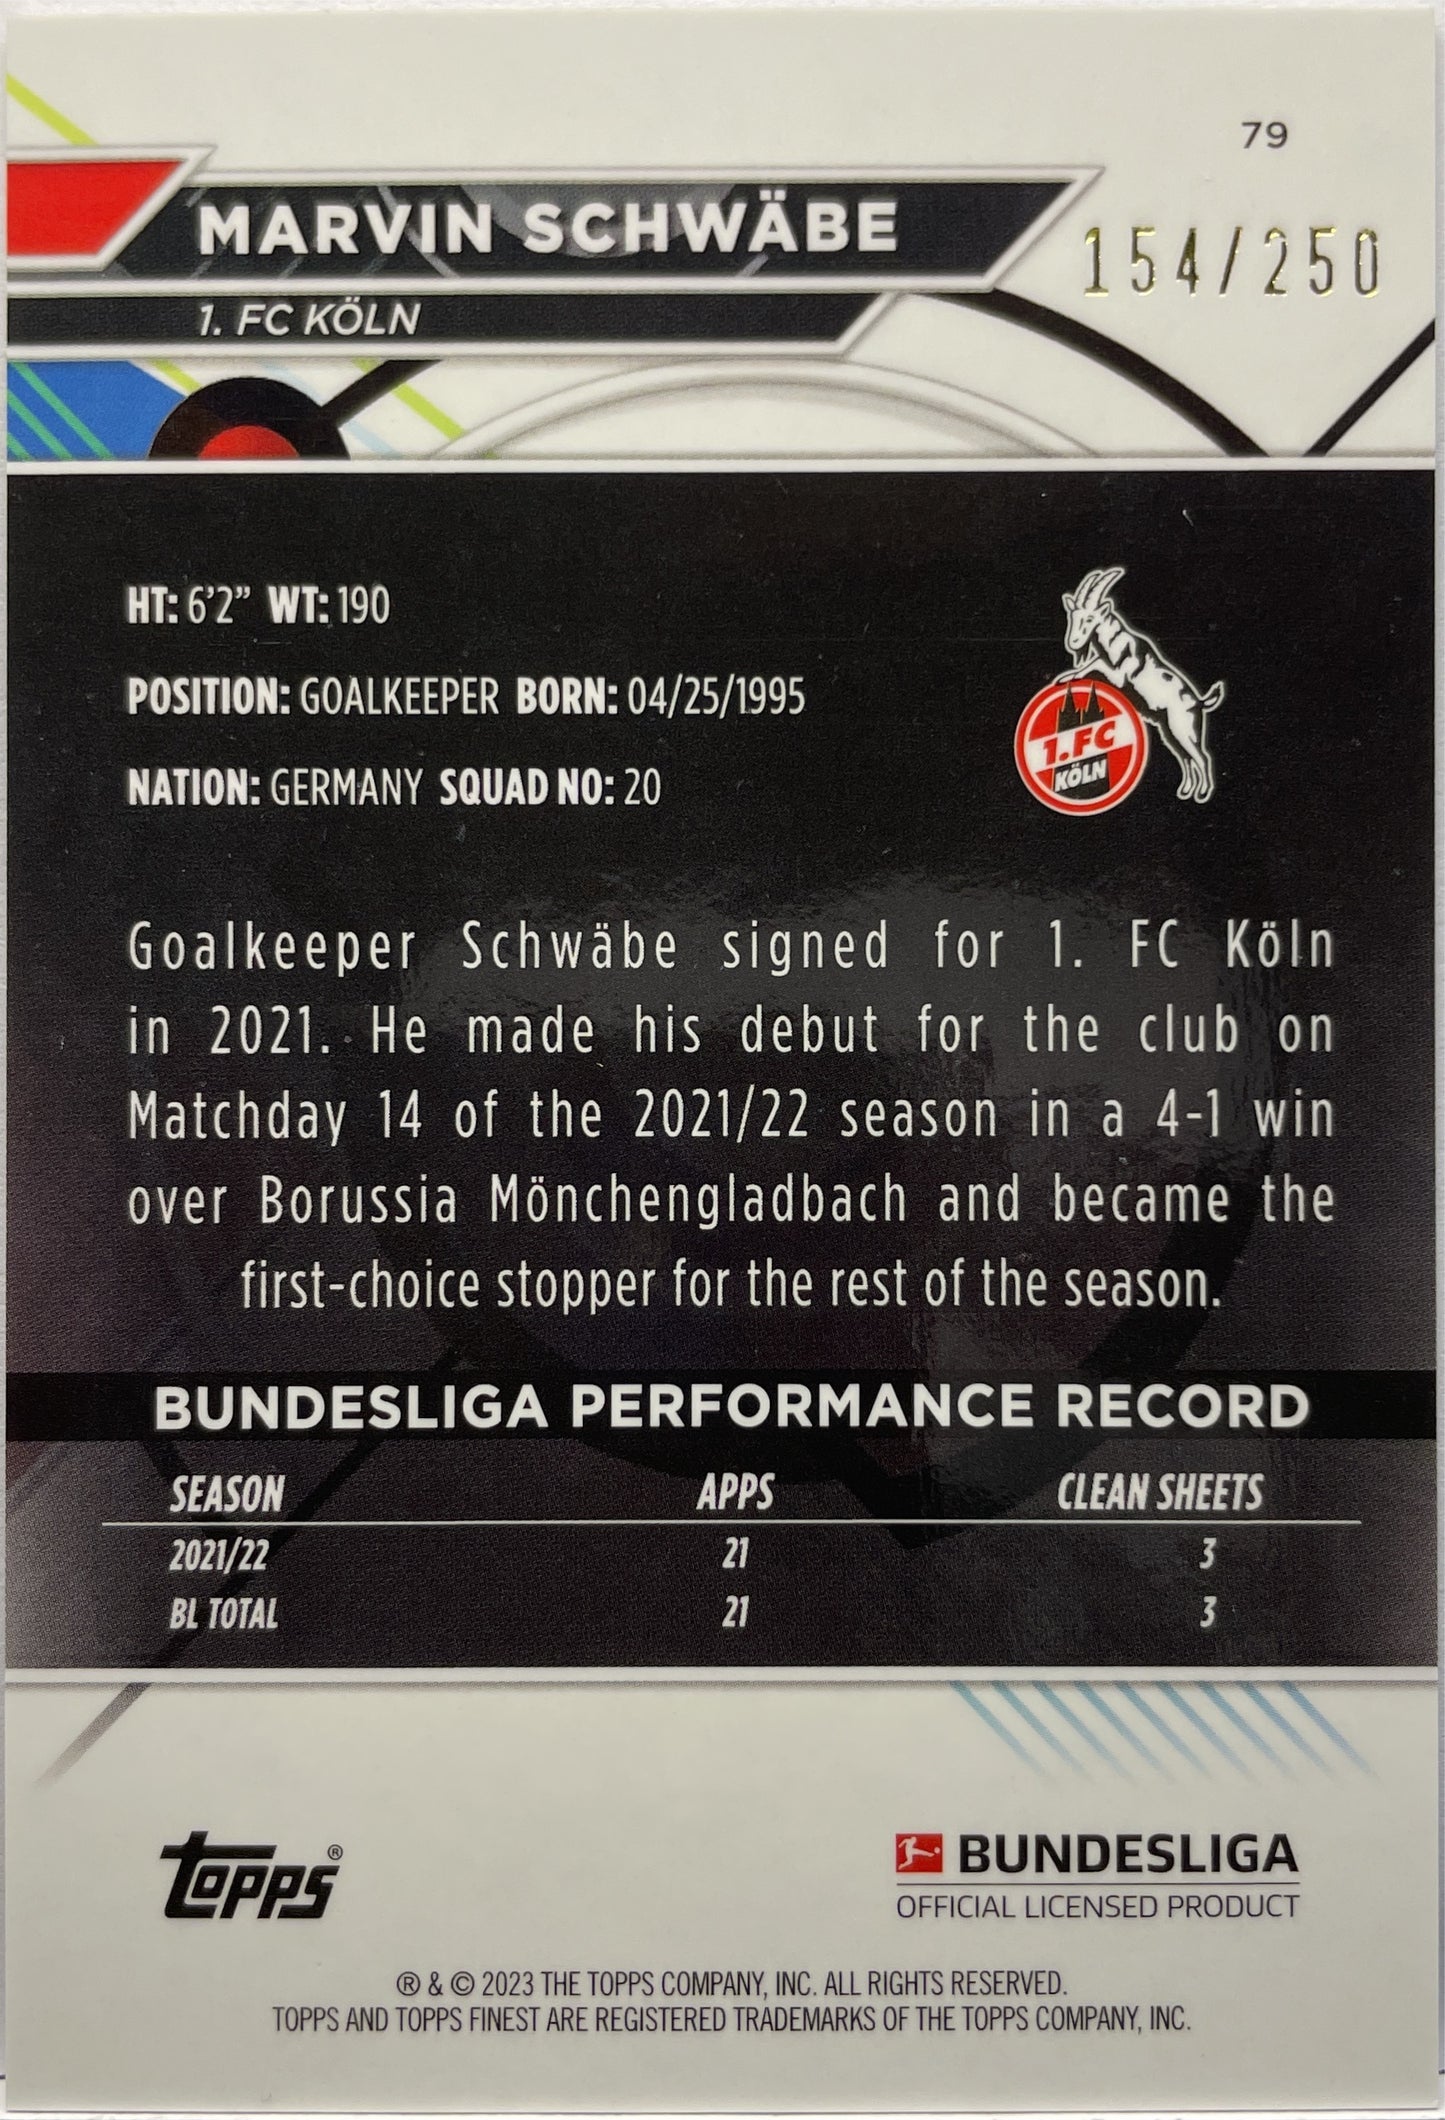 79
MARVIN SCHWÄBE
154/250
1. FC KÖLN
HT: 6'2” WT: 190
POSITION: GOALKEEPER BORN: 04/25/1995
NATION: GERMANY SQUAD NO: 20
1. FC
KÖLN
Goalkeeper Schwäbe signed for 1. FC Köln
in 2021. He made his debut for the club on
Matchday 14 of the 2021/22 season in a 4-1 win
over Borussia Mönchengladbach and became the
first-choice stopper for the rest of the season.
BUNDESLIGA PERFORMANCE RECORD
SEASON APPS CLEAN SHEETS
2021/22 21 3
BL TOTAL 21 3
topps®
BUNDESLIGA
OFFICIAL LICENSED PRODUCT
® & © 2023 THE TOPPS COMPANY, INC. ALL RIGHTS RESERVED.
TOPPS AND TOPPS FINEST ARE REGISTERED TRADEMARKS OF THE TOPPS COMPANY, INC.